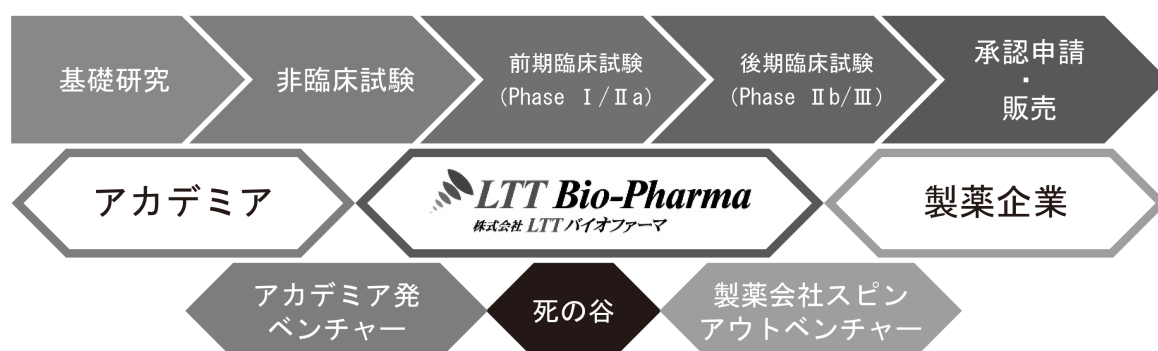 基礎研究
非臨床試験
前期臨床試験
(Phase Ⅰ/Ⅱa)
後期臨床試験
(Phase Ⅱb/Ⅲ)
承認申請
・
販売
アカデミア
LTT Bio-Pharma
株式会社 LTTバイオファーマ
製薬企業
アカデミア発
ベンチャー
死の谷
製薬会社スピン
アウトベンチャー